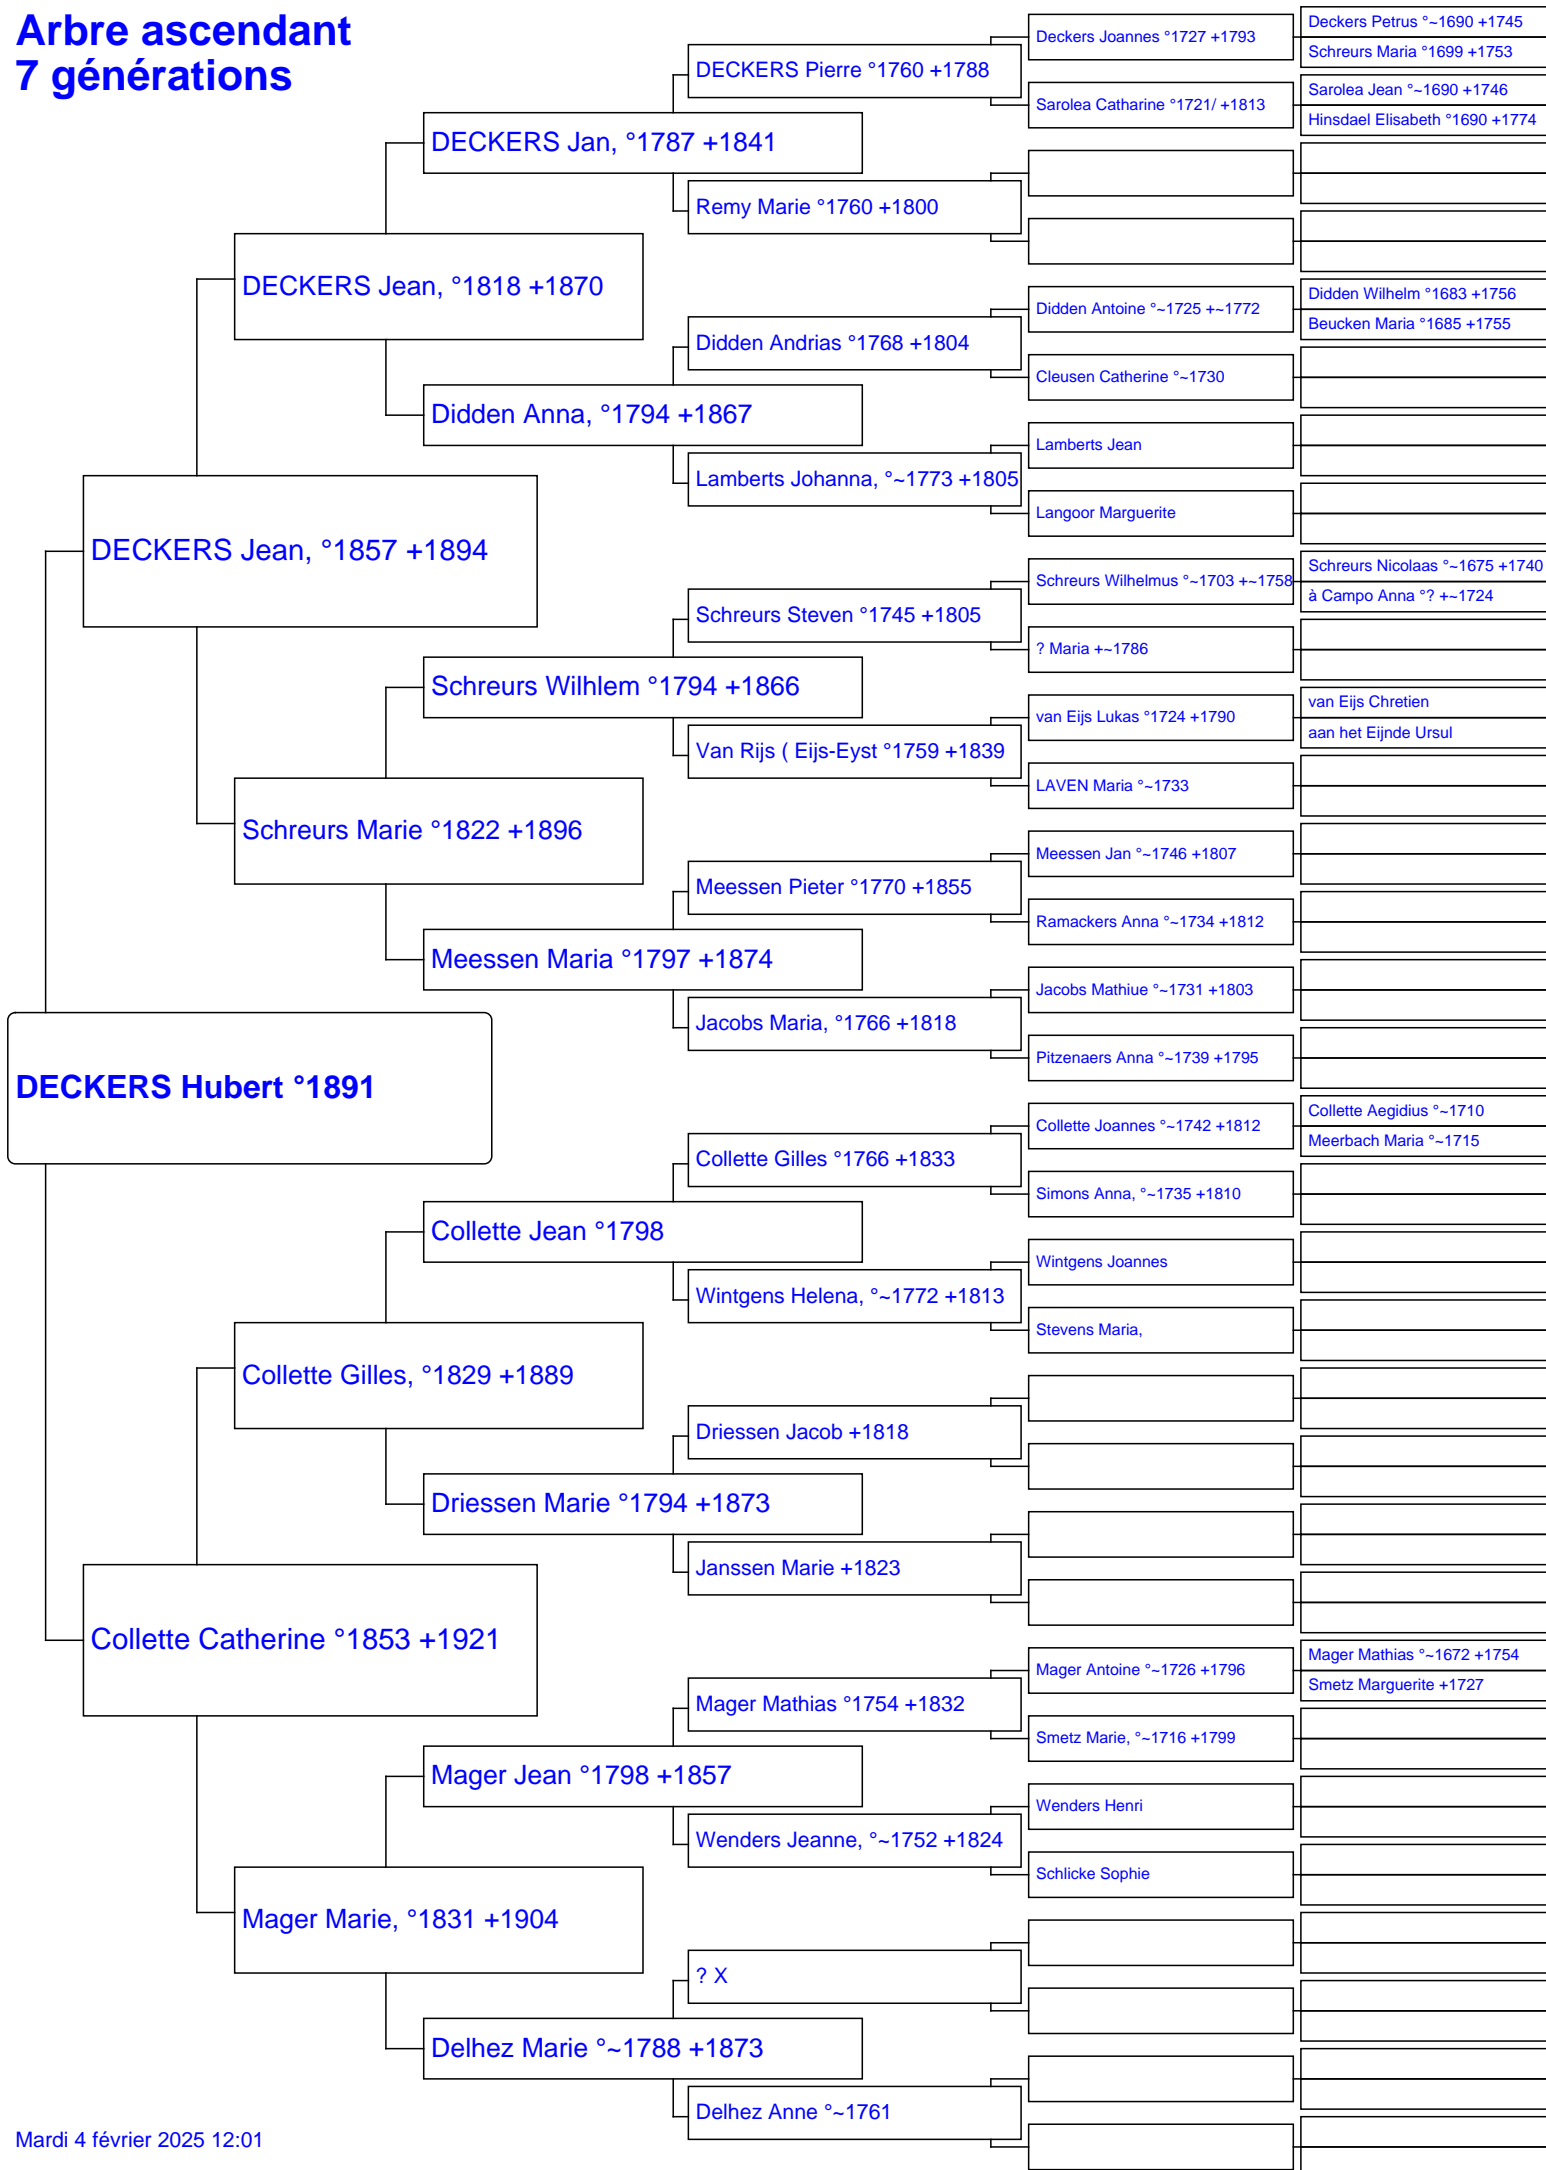 Arbre ascendant
7 générations
DECKERS Hubert °1891
DECKERS Jean, °1857 +1894
Collette Catherine °1853 +1921
DECKERS Jean, °1818 +1870
Schreurs Marie °1822 +1896
Collette Gilles, °1829 +1889
Mager Marie, °1831 +1904
DECKERS Jan, °1787 +1841
Didden Anna, °1794 +1867
Schreurs Wilhlem °1794 +1866
Meessen Maria °1797 +1874
Collette Jean °1798
Driessen Marie °1794 +1873
Mager Jean °1798 +1857
Delhez Marie °~1788 +1873
DECKERS Pierre °1760 +1788
Remy Marie °1760 +1800
Didden Andrias °1768 +1804
Lamberts Johanna, °~1773 +1805
Schreurs Steven °1745 +1805
Van Rijs ( Eijs-Eyst °1759 +1839
Meessen Pieter °1770 +1855
Jacobs Maria, °1766 +1818
Collette Gilles °1766 +1833
Wintgens Helena, °~1772 +1813
Driessen Jacob +1818
Janssen Marie +1823
Mager Mathias °1754 +1832
Wenders Jeanne, °~1752 +1824
? X
Delhez Anne °~1761
Deckers Joannes °1727 +1793
Sarolea Catharine °1721/ +1813
Didden Antoine °~1725 +~1772
Cleusen Catherine °~1730
Lamberts Jean
Langoor Marguerite
Schreurs Wilhelmus °~1703 +~1758
? Maria +~1786
van Eijs Lukas °1724 +1790
LAVEN Maria °~1733
Meessen Jan °~1746 +1807
Ramackers Anna °~1734 +1812
Jacobs Mathiue °~1731 +1803
Pitzenaers Anna °~1739 +1795
Collette Joannes °~1742 +1812
Simons Anna, °~1735 +1810
Wintgens Joannes
Stevens Maria,
Mager Antoine °~1726 +1796
Smetz Marie, °~1716 +1799
Wenders Henri
Schlicke Sophie
Deckers Petrus °~1690 +1745
Schreurs Maria °1699 +1753
Sarolea Jean °~1690 +1746
Hinsdael Elisabeth °1690 +1774
Didden Wilhelm °1683 +1756
Beucken Maria °1685 +1755
Schreurs Nicolaas °~1675 +1740
à Campo Anna °? +~1724
van Eijs Chretien
aan het Eijnde Ursul
Collette Aegidius °~1710
Meerbach Maria °~1715
Mager Mathias °~1672 +1754
Smetz Marguerite +1727
Mardi 4 février 2025 12:01